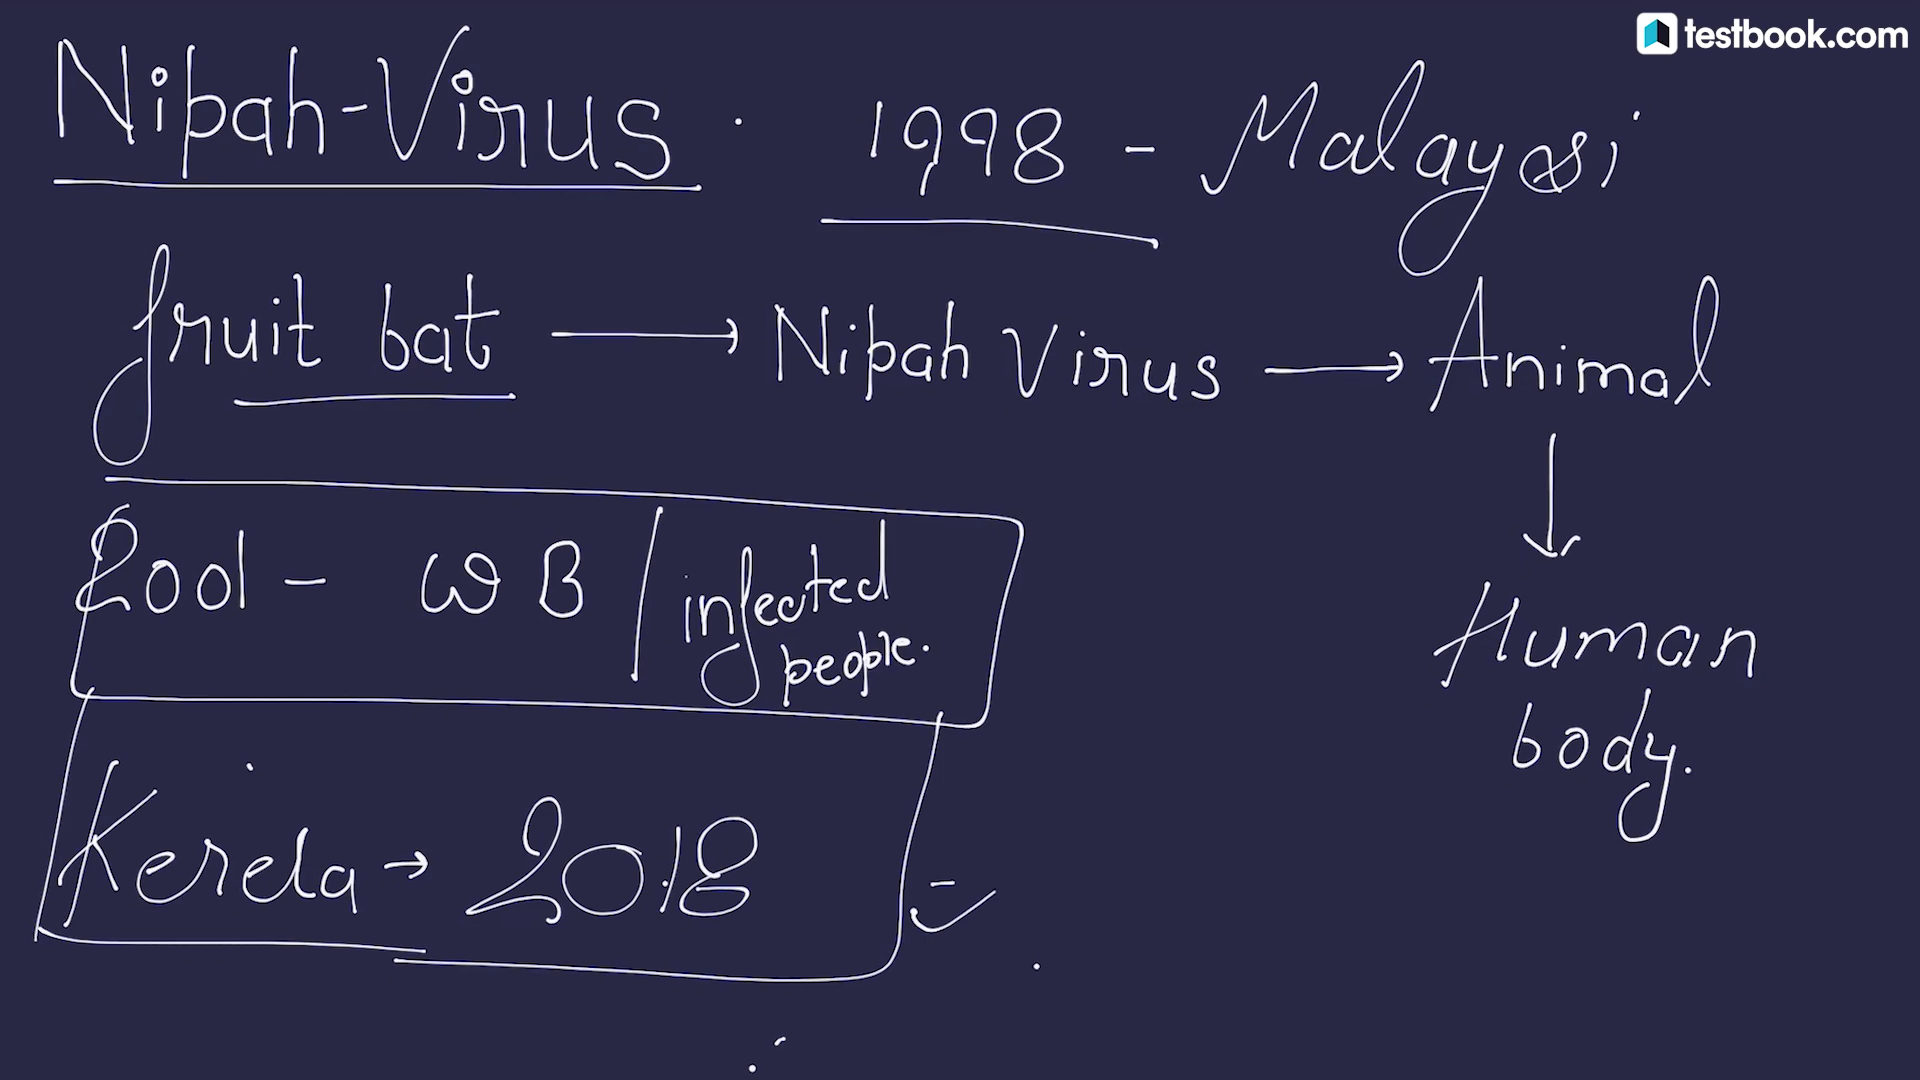 testbook.com
Nipah-Virus. 1998 - Malaysi
fruit bat → Nipah Virus → Animal
↓
Human
body.
2001 - WB / infected
people.
Kerela → 2018